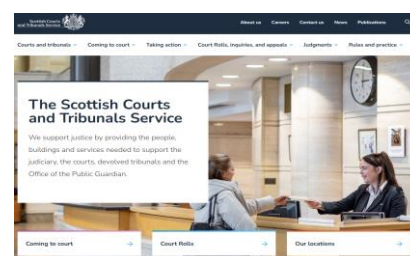 Scottish Courts
and Tribunals Service
About us Careers Contact us News Publications
Courts and tribunals Coming to court Taking action Court Rolls, inquiries, and appeals Judgments Rules and practice
The Scottish Courts
and Tribunals Service
We support justice by providing the people,
buildings and services needed to support the
judiciary, the courts, devolved tribunals and the
Office of the Public Guardian.
Coming to court → Court Rolls → Our locations →